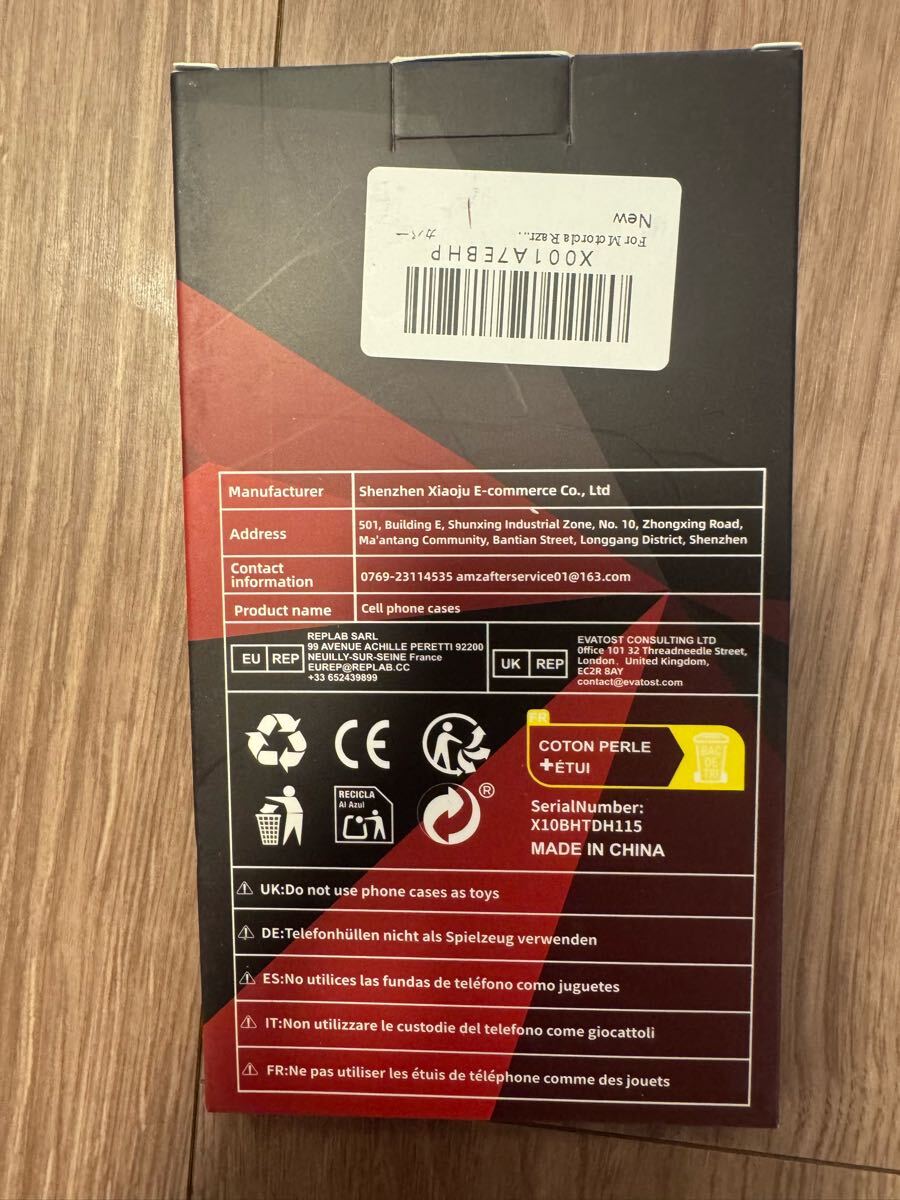 New
For Motorola Razr... カバー
X001A7EBHP
Manufacturer
Shenzhen Xiaoju E-commerce Co., Ltd
Address
501, Building E, Shunxing Industrial Zone, No. 10, Zhongxing Road,
Ma'antang Community, Bantian Street, Longgang District, Shenzhen
Contact
information
0769-23114535 amzafterservice01@163.com
Product name
Cell phone cases
EU REP
REPLAB SARL
99 AVENUE ACHILLE PERETTI 92200
NEUILLY-SUR-SEINE France
EUREP@REPLAB.CC
+33 652439899
UK REP
EVATOST CONSULTING LTD
Office 101 32 Threadneedle Street,
London, United Kingdom,
EC2R 8AY
contact@evatost.com
CE
FR
COTON PERLE
+ÉTUI
BAC
DE
TRI
RECICLA
Al Azul
®
SerialNumber:
X10BHTDH115
MADE IN CHINA
UK:Do not use phone cases as toys
DE:Telefonhüllen nicht als Spielzeug verwenden
ES:No utilices las fundas de teléfono como juguetes
IT:Non utilizzare le custodie del telefono come giocattoli
FR:Ne pas utiliser les étuis de téléphone comme des jouets